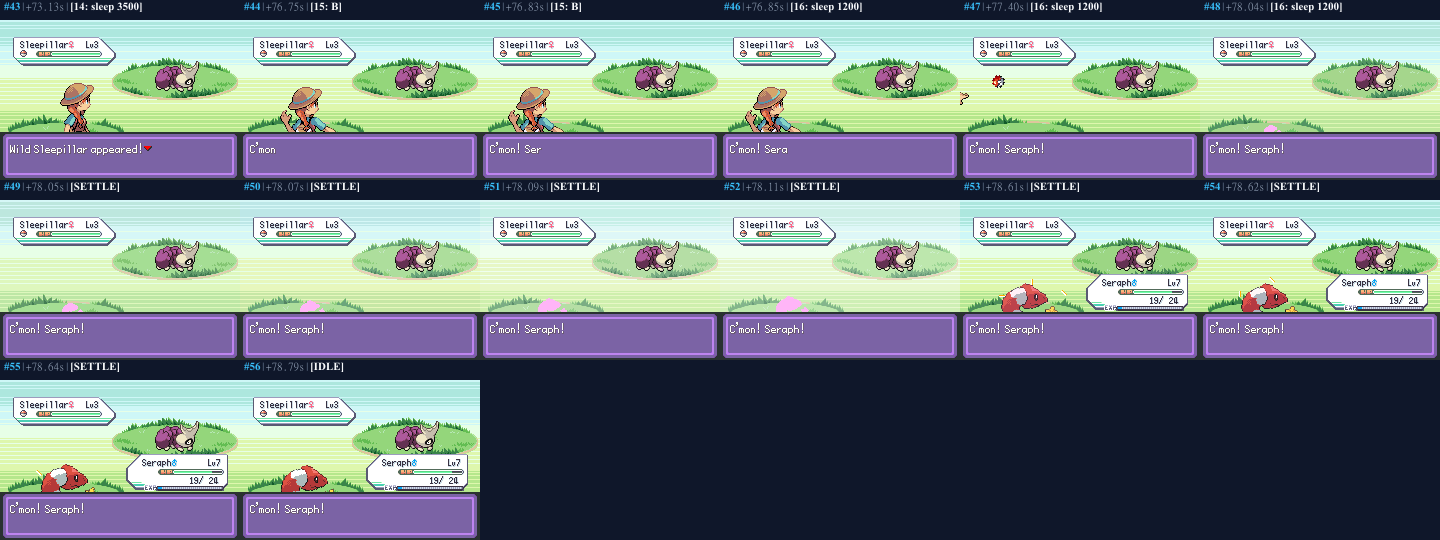 #43|+73.13s|[14: sleep 3500]
#44|+76.75s|[15: B]
#45|+76.83s|[15: B]
#46|+76.85s|[16: sleep 1200]
#47|+77.40s|[16: sleep 1200]
#48|+78.04s|[16: sleep 1200]
Sleepillar♀ Lv3
Sleepillar♀ Lv3
Sleepillar♀ Lv3
Sleepillar♀ Lv3
Sleepillar♀ Lv3
Sleepillar♀ Lv3
Wild Sleepillar appeared!
C'mon
C'mon! Ser
C'mon! Sera
C'mon! Seraph!
C'mon! Seraph!
#49|+78.05s|[SETTLE]
#50|+78.07s|[SETTLE]
#51|+78.09s|[SETTLE]
#52|+78.11s|[SETTLE]
#53|+78.61s|[SETTLE]
#54|+78.62s|[SETTLE]
Sleepillar♀ Lv3
Sleepillar♀ Lv3
Sleepillar♀ Lv3
Sleepillar♀ Lv3
Sleepillar♀ Lv3
Sleepillar♀ Lv3
Seraph♂ Lv7
19/ 24
EXP
Seraph♂ Lv7
19/ 24
EXP
C'mon! Seraph!
C'mon! Seraph!
C'mon! Seraph!
C'mon! Seraph!
C'mon! Seraph!
C'mon! Seraph!
#55|+78.64s|[SETTLE]
#56|+78.79s|[IDLE]
Sleepillar♀ Lv3
Sleepillar♀ Lv3
Seraph♂ Lv7
19/ 24
EXP
Seraph♂ Lv7
19/ 24
EXP
C'mon! Seraph!
C'mon! Seraph!